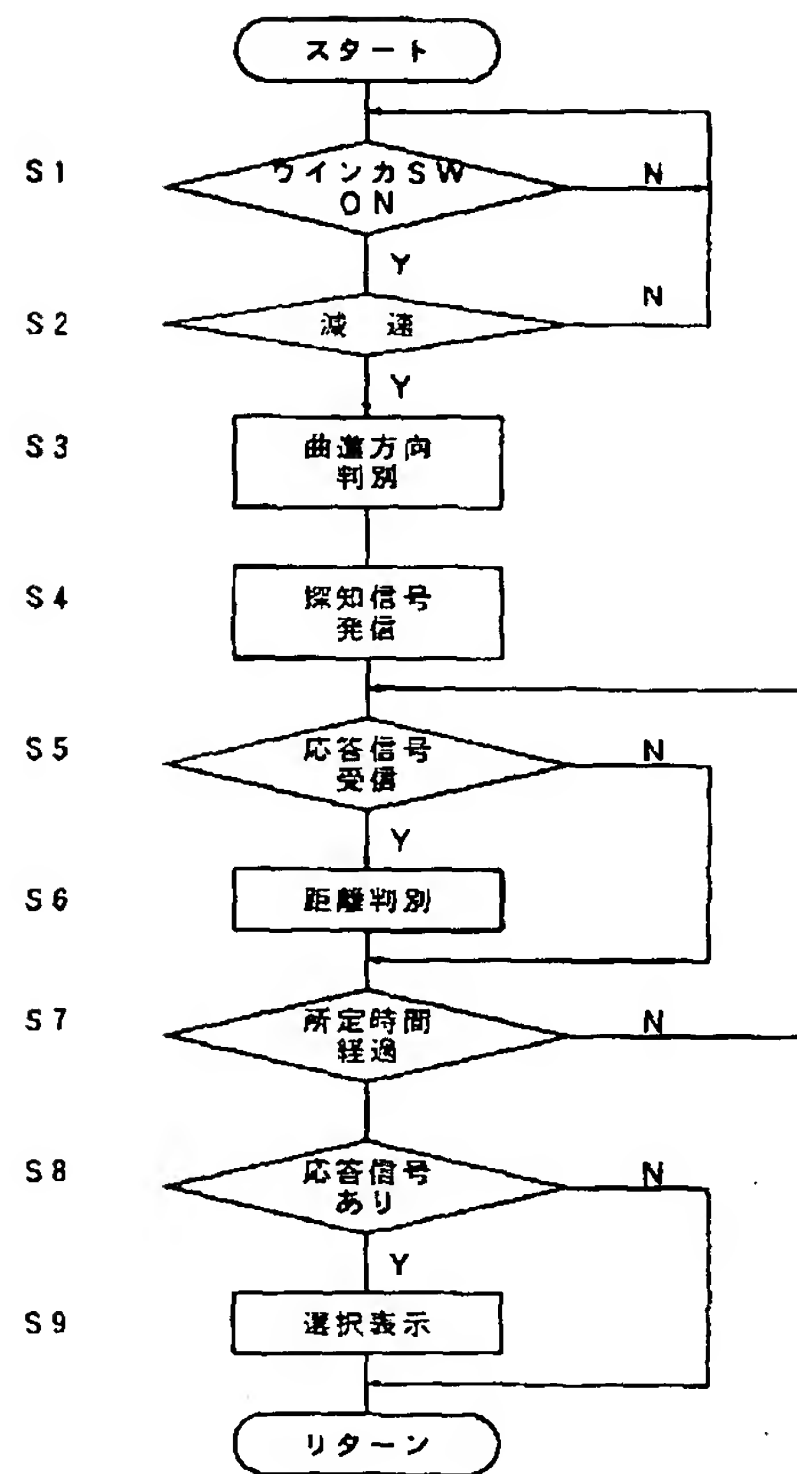 スタート
S1
ウインカSW
ON
N
Y
S2
減 速
N
Y
S3
曲進方向
判別
S4
探知信号
発信
S5
応答信号
受信
N
Y
S6
距離判別
S7
所定時間
経過
N
S8
応答信号
あり
N
Y
S9
選択表示
リターン